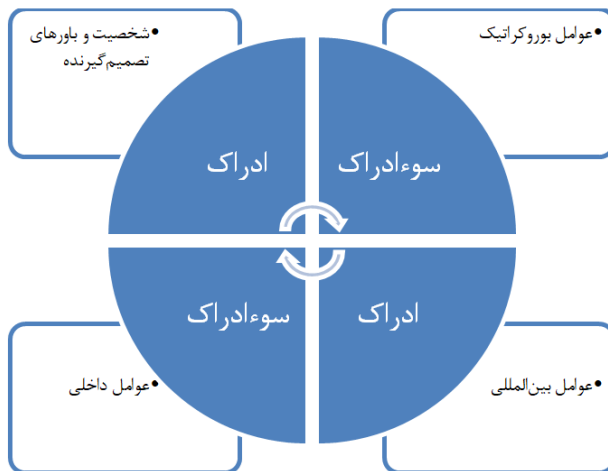 •عوامل بوروکراتیک
•شخصیت و باورهای
تصمیم‌گیرنده
سوءادراک
ادراک
ادراک
سوءادراک
•عوامل بین‌المللی
•عوامل داخلی